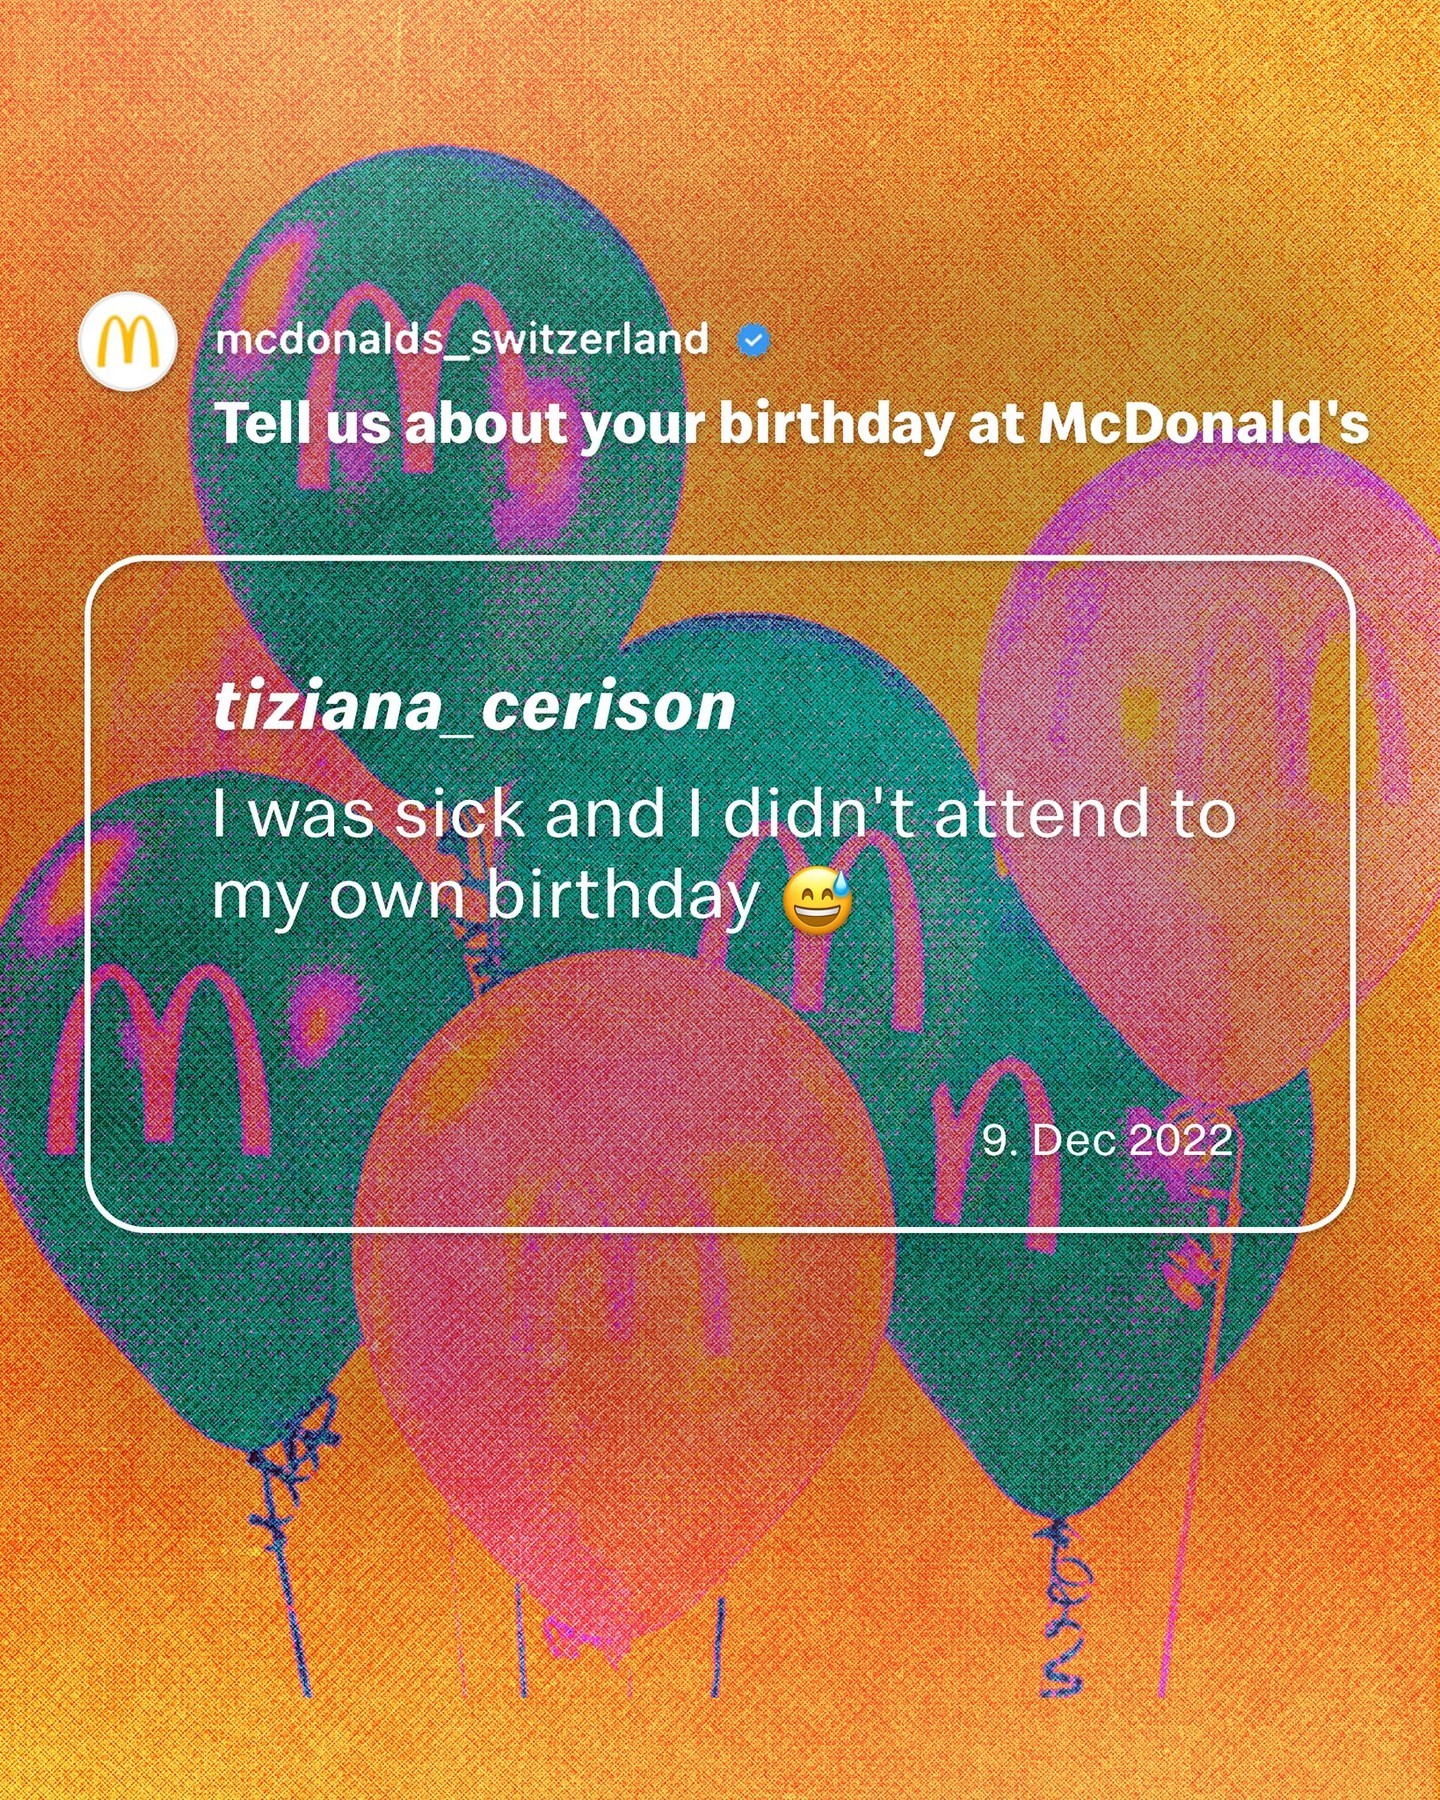 mcdonalds_switzerland
Tell us about your birthday at McDonald's
tiziana_cerison
I was sick and I didn't attend to
my own birthday 😅
9. Dec 2022